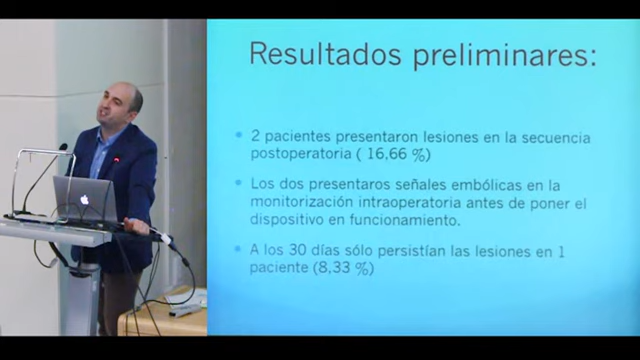 Resultados preliminares:
2 pacientes presentaron lesiones en la secuencia
postoperatoria ( 16,66 %)
Los dos presentaros señales embólicas en la
monitorización intraoperatoria antes de poner el
dispositivo en funcionamiento.
A los 30 días sólo persistían las lesiones en 1
paciente (8,33 %)